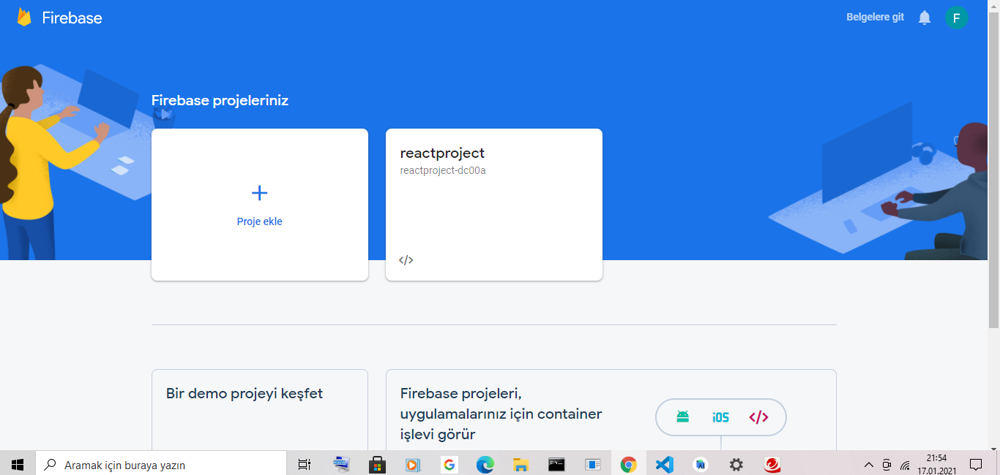 Firebase
Belgelere git
F
Firebase projeleriniz
Proje ekle
reactproject
reactproject-dc00a
</>
Bir demo projeyi keşfet
Firebase projeleri,
uygulamalarınız için container
işlevi görür
iOS
</>
Aramak için buraya yazın
21:54
17.01.2021